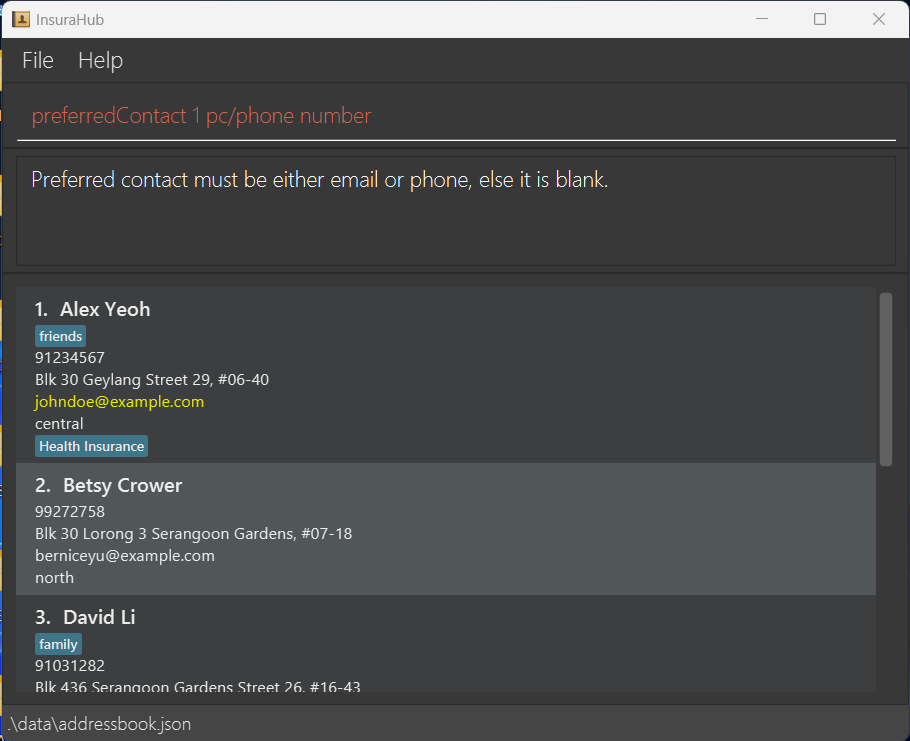 InsuraHub
File Help
preferredContact 1 pc/phone number
Preferred contact must be either email or phone, else it is blank.
1. Alex Yeoh
friends
91234567
Blk 30 Geylang Street 29, #06-40
johndoe@example.com
central
Health Insurance
2. Betsy Crower
99272758
Blk 30 Lorong 3 Serangoon Gardens, #07-18
berniceyu@example.com
north
3. David Li
family
91031282
Blk 436 Serangoon Gardens Street 26, #16-43
.\data\addressbook.json